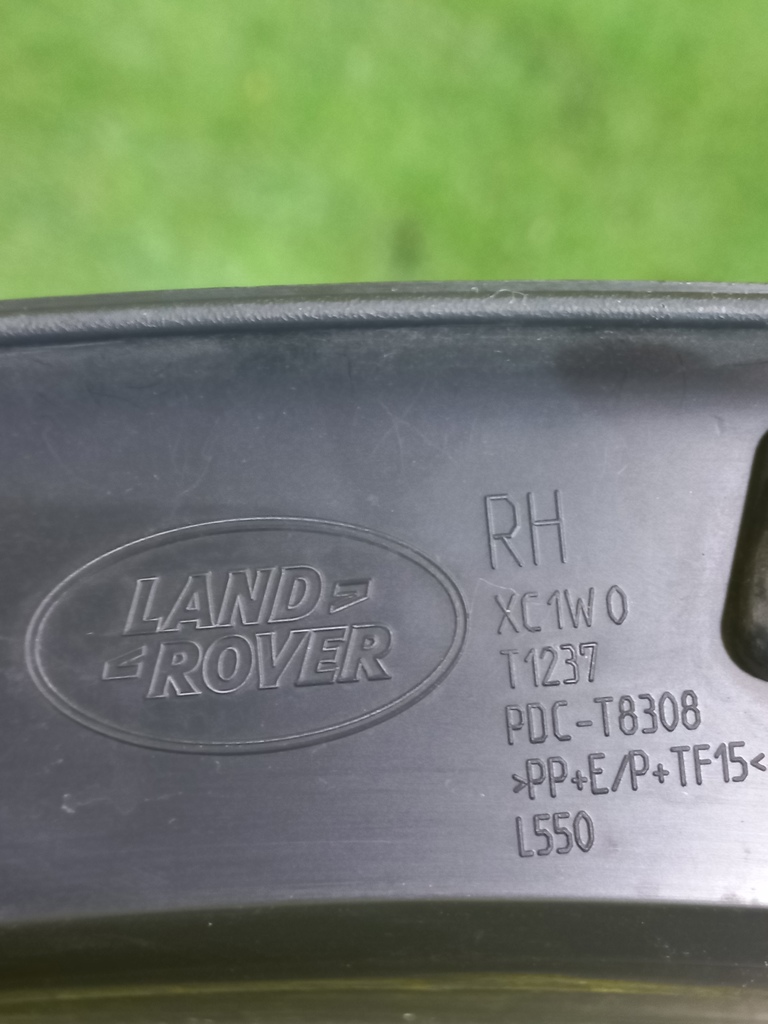 LAND
ROVER
RH
XC1W0
T1237
PDC-T8308
>PP+E/P+TF15<
L550